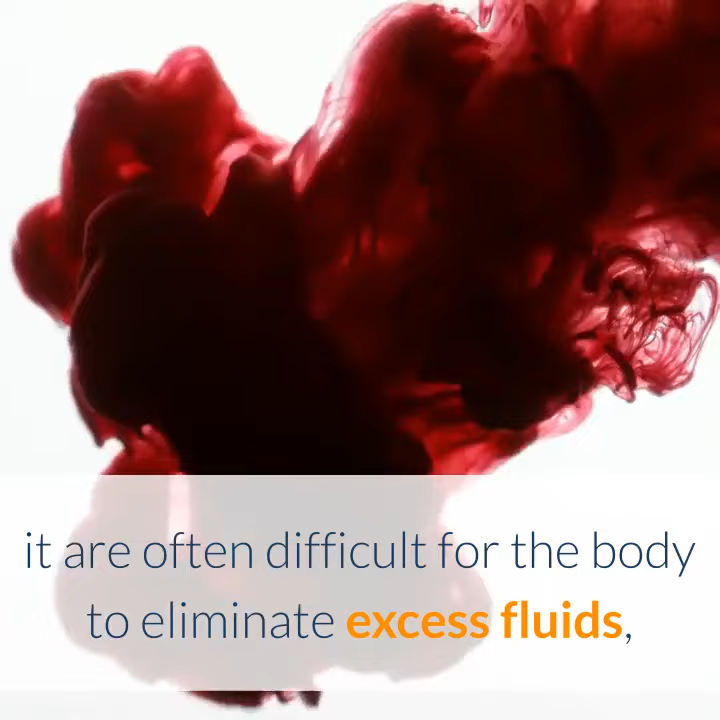 it are often difficult for the body
to eliminate excess fluids,